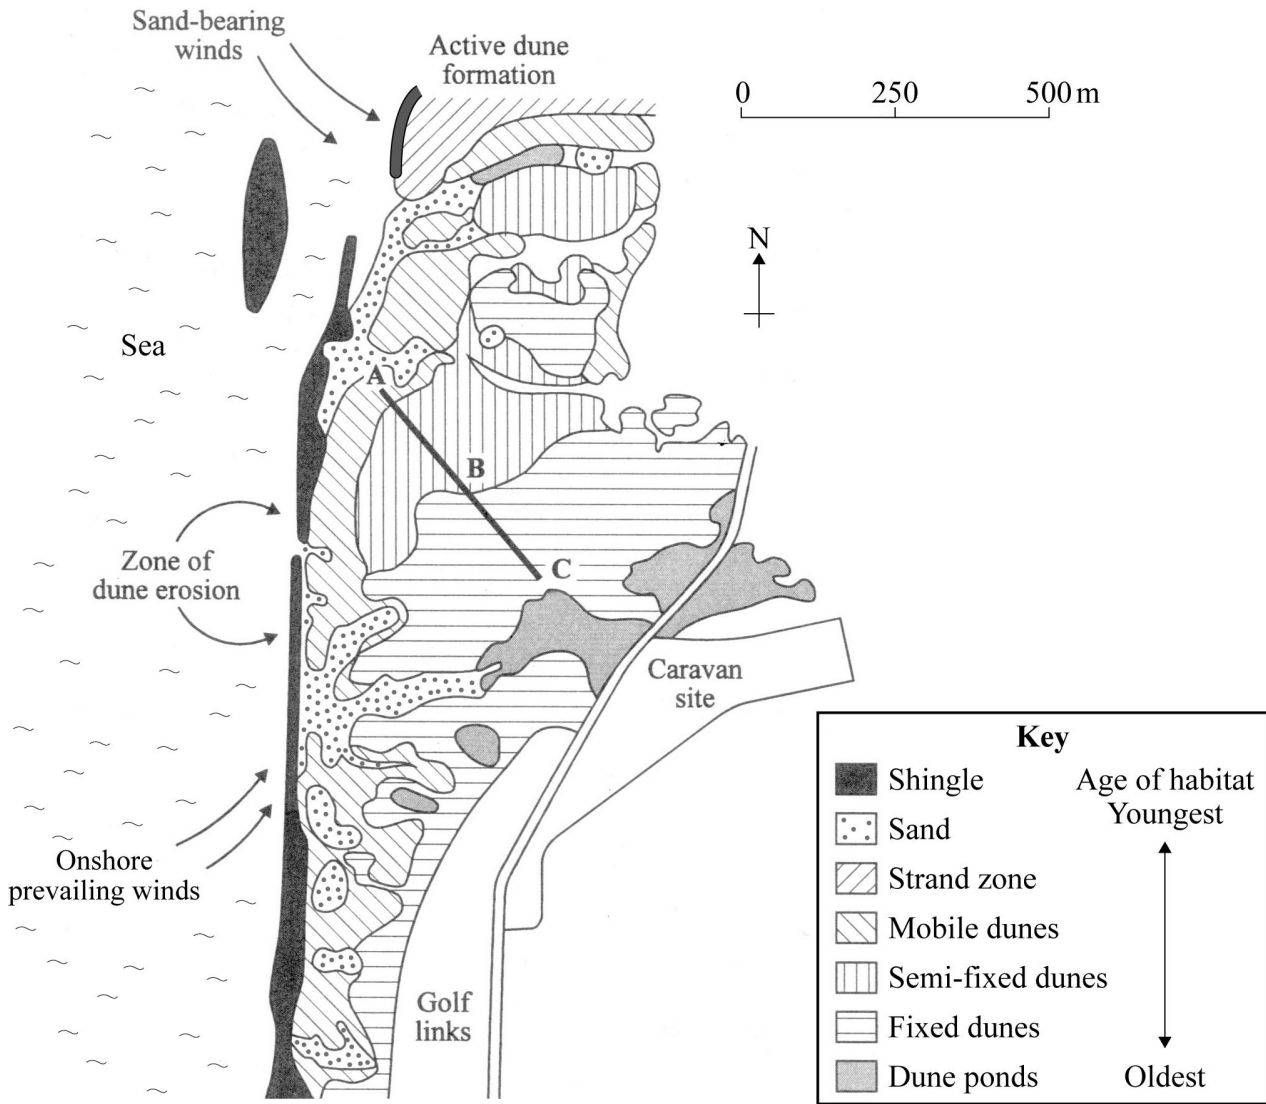 Sand-bearing
winds
Active dune
formation
0 250 500 m
N
Sea
A
B
C
Zone of
dune erosion
Caravan
site
Onshore
prevailing winds
Golf
links
Key
Shingle
Sand
Strand zone
Mobile dunes
Semi-fixed dunes
Fixed dunes
Dune ponds
Age of habitat
Youngest
Oldest